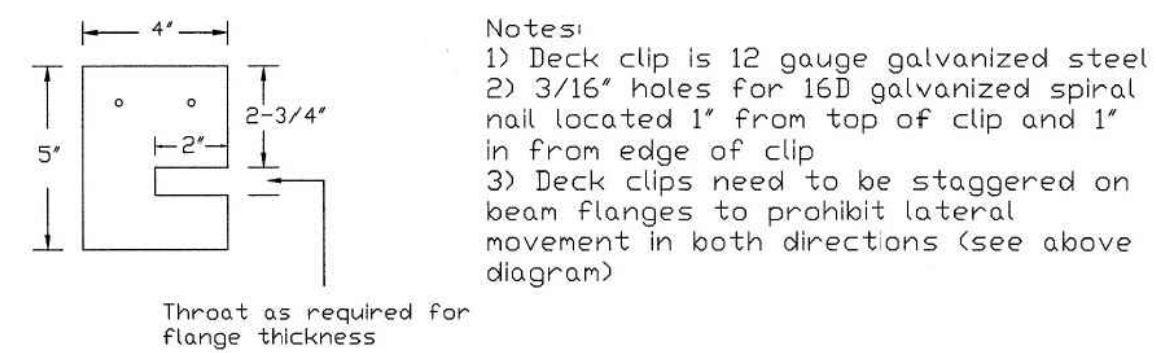 4"
2-3/4"
2"
5"
Throat as required for
flange thickness
Notes:
1) Deck clip is 12 gauge galvanized steel
2) 3/16" holes for 16D galvanized spiral
nail located 1" from top of clip and 1"
in from edge of clip
3) Deck clips need to be staggered on
beam flanges to prohibit lateral
movement in both directions (see above
diagram)